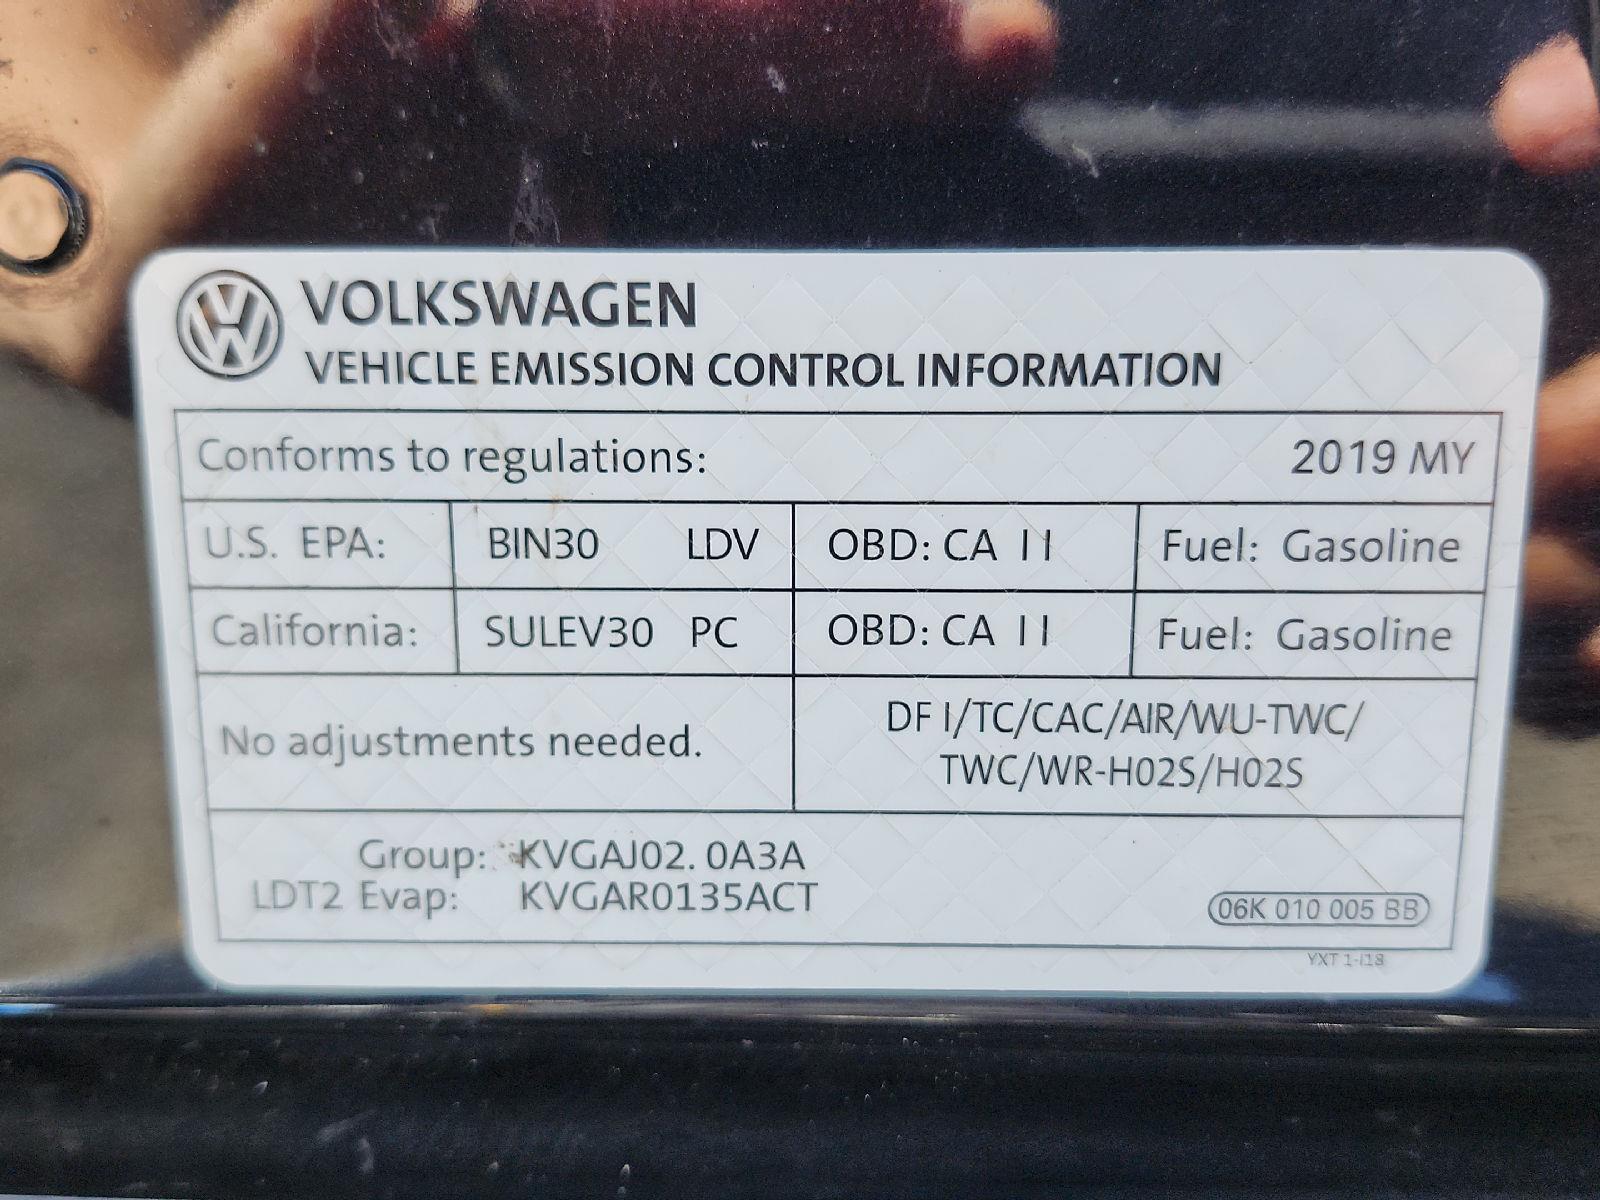 VOLKSWAGEN
VEHICLE EMISSION CONTROL INFORMATION
Conforms to regulations: 2019 MY
U.S. EPA: BIN30 LDV OBD: CA II Fuel: Gasoline
California: SULEV30 PC OBD: CA II Fuel: Gasoline
No adjustments needed.
DFI/TC/CAC/AIR/WU-TWC/
TWC/WR-HO2S/HO2S
Group: KVGAJ02.0A3A
LDT2 Evap: KVGAR0135ACT
06K 010 005 BB
YXT 1-I18